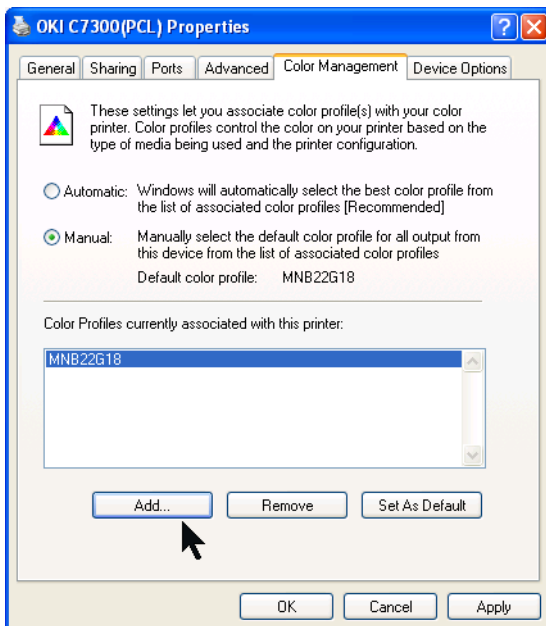 OKI C7300(PCL) Properties
?
General Sharing Ports Advanced Color Management Device Options
These settings let you associate color profile(s) with your color
printer. Color profiles control the color on your printer based on the
type of media being used and the printer configuration.
Automatic: Windows will automatically select the best color profile from
the list of associated color profiles [Recommended]
Manual: Manually select the default color profile for all output from
this device from the list of associated color profiles
Default color profile: MNB22G18
Color Profiles currently associated with this printer:
MNB22G18
Add... Remove Set As Default
OK Cancel Apply